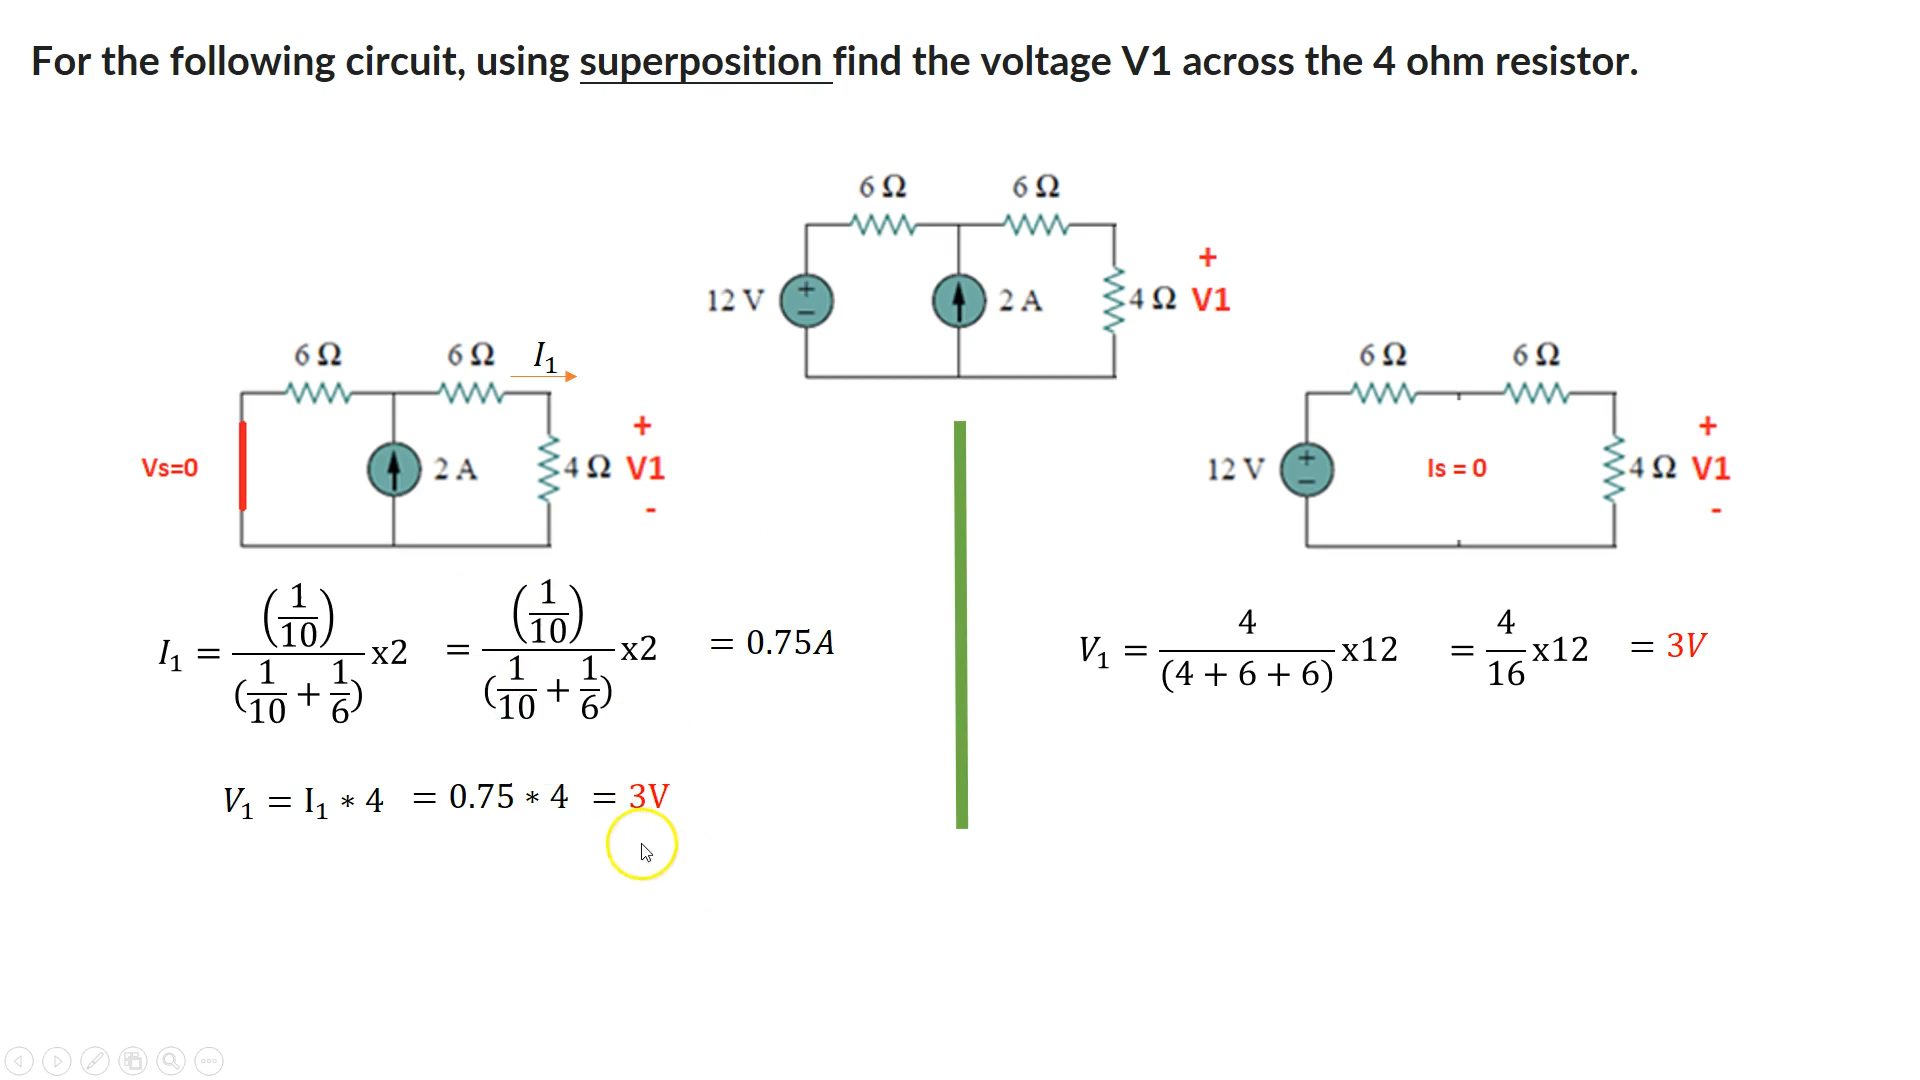 For the following circuit, using superposition find the voltage V1 across the 4 ohm resistor.
6 Ω 6 Ω
+
12 V + − 2 A 4 Ω V1
6 Ω 6 Ω I₁
+
Vs=0 2 A 4 Ω V1
-
6 Ω 6 Ω
+
12 V + − Is = 0 4 Ω V1
-
I₁ = (1/10)/(1/10 + 1/6) x2 = (1/10)/(1/10 + 1/6) x2 = 0.75A
V₁ = I₁ * 4 = 0.75 * 4 = 3V
V₁ = 4/(4 + 6 + 6) x12 = 4/16 x12 = 3V